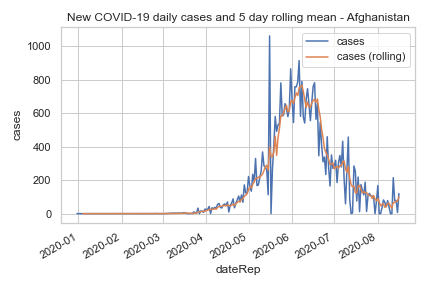 New COVID-19 daily cases and 5 day rolling mean - Afghanistan
cases
cases (rolling)
1000
800
600
400
200
0
cases
2020-01
2020-02
2020-03
2020-04
2020-05
2020-06
2020-07
2020-08
dateRep